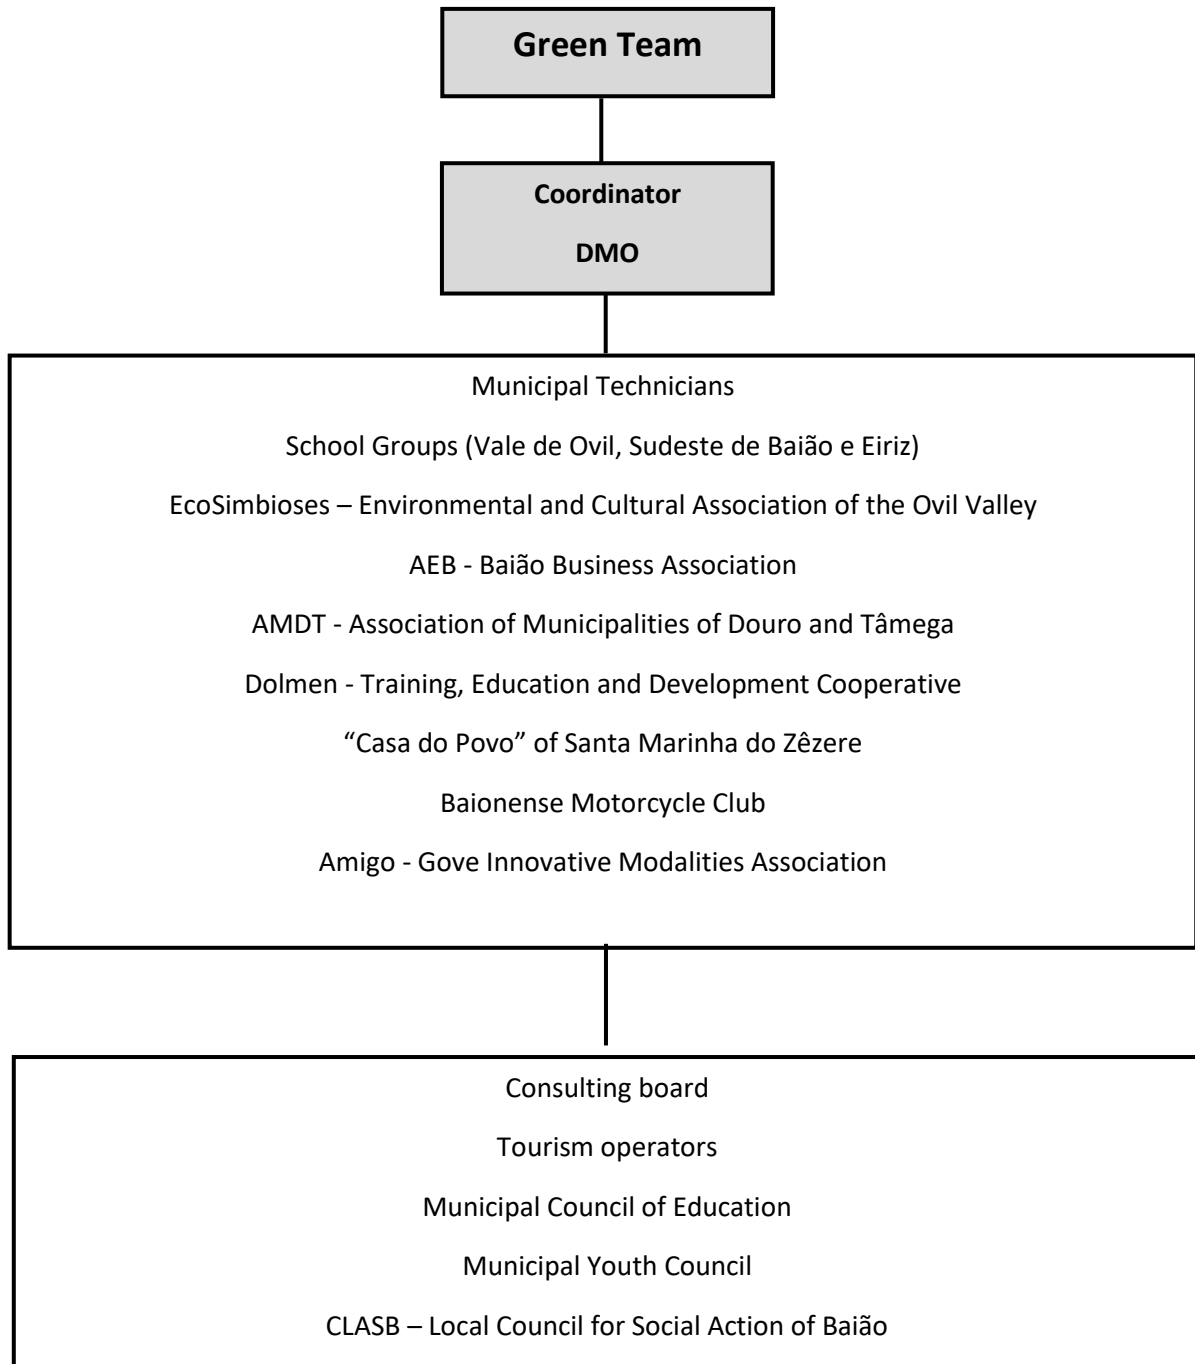 Green Team
Coordinator
DMO
Municipal Technicians
School Groups (Vale de Ovil, Sudeste de Baião e Eiriz)
EcoSimbioses – Environmental and Cultural Association of the Ovil Valley
AEB - Baião Business Association
AMDT - Association of Municipalities of Douro and Tâmega
Dolmen - Training, Education and Development Cooperative
“Casa do Povo” of Santa Marinha do Zêzere
Baionense Motorcycle Club
Amigo - Gove Innovative Modalities Association
Consulting board
Tourism operators
Municipal Council of Education
Municipal Youth Council
CLASB – Local Council for Social Action of Baião